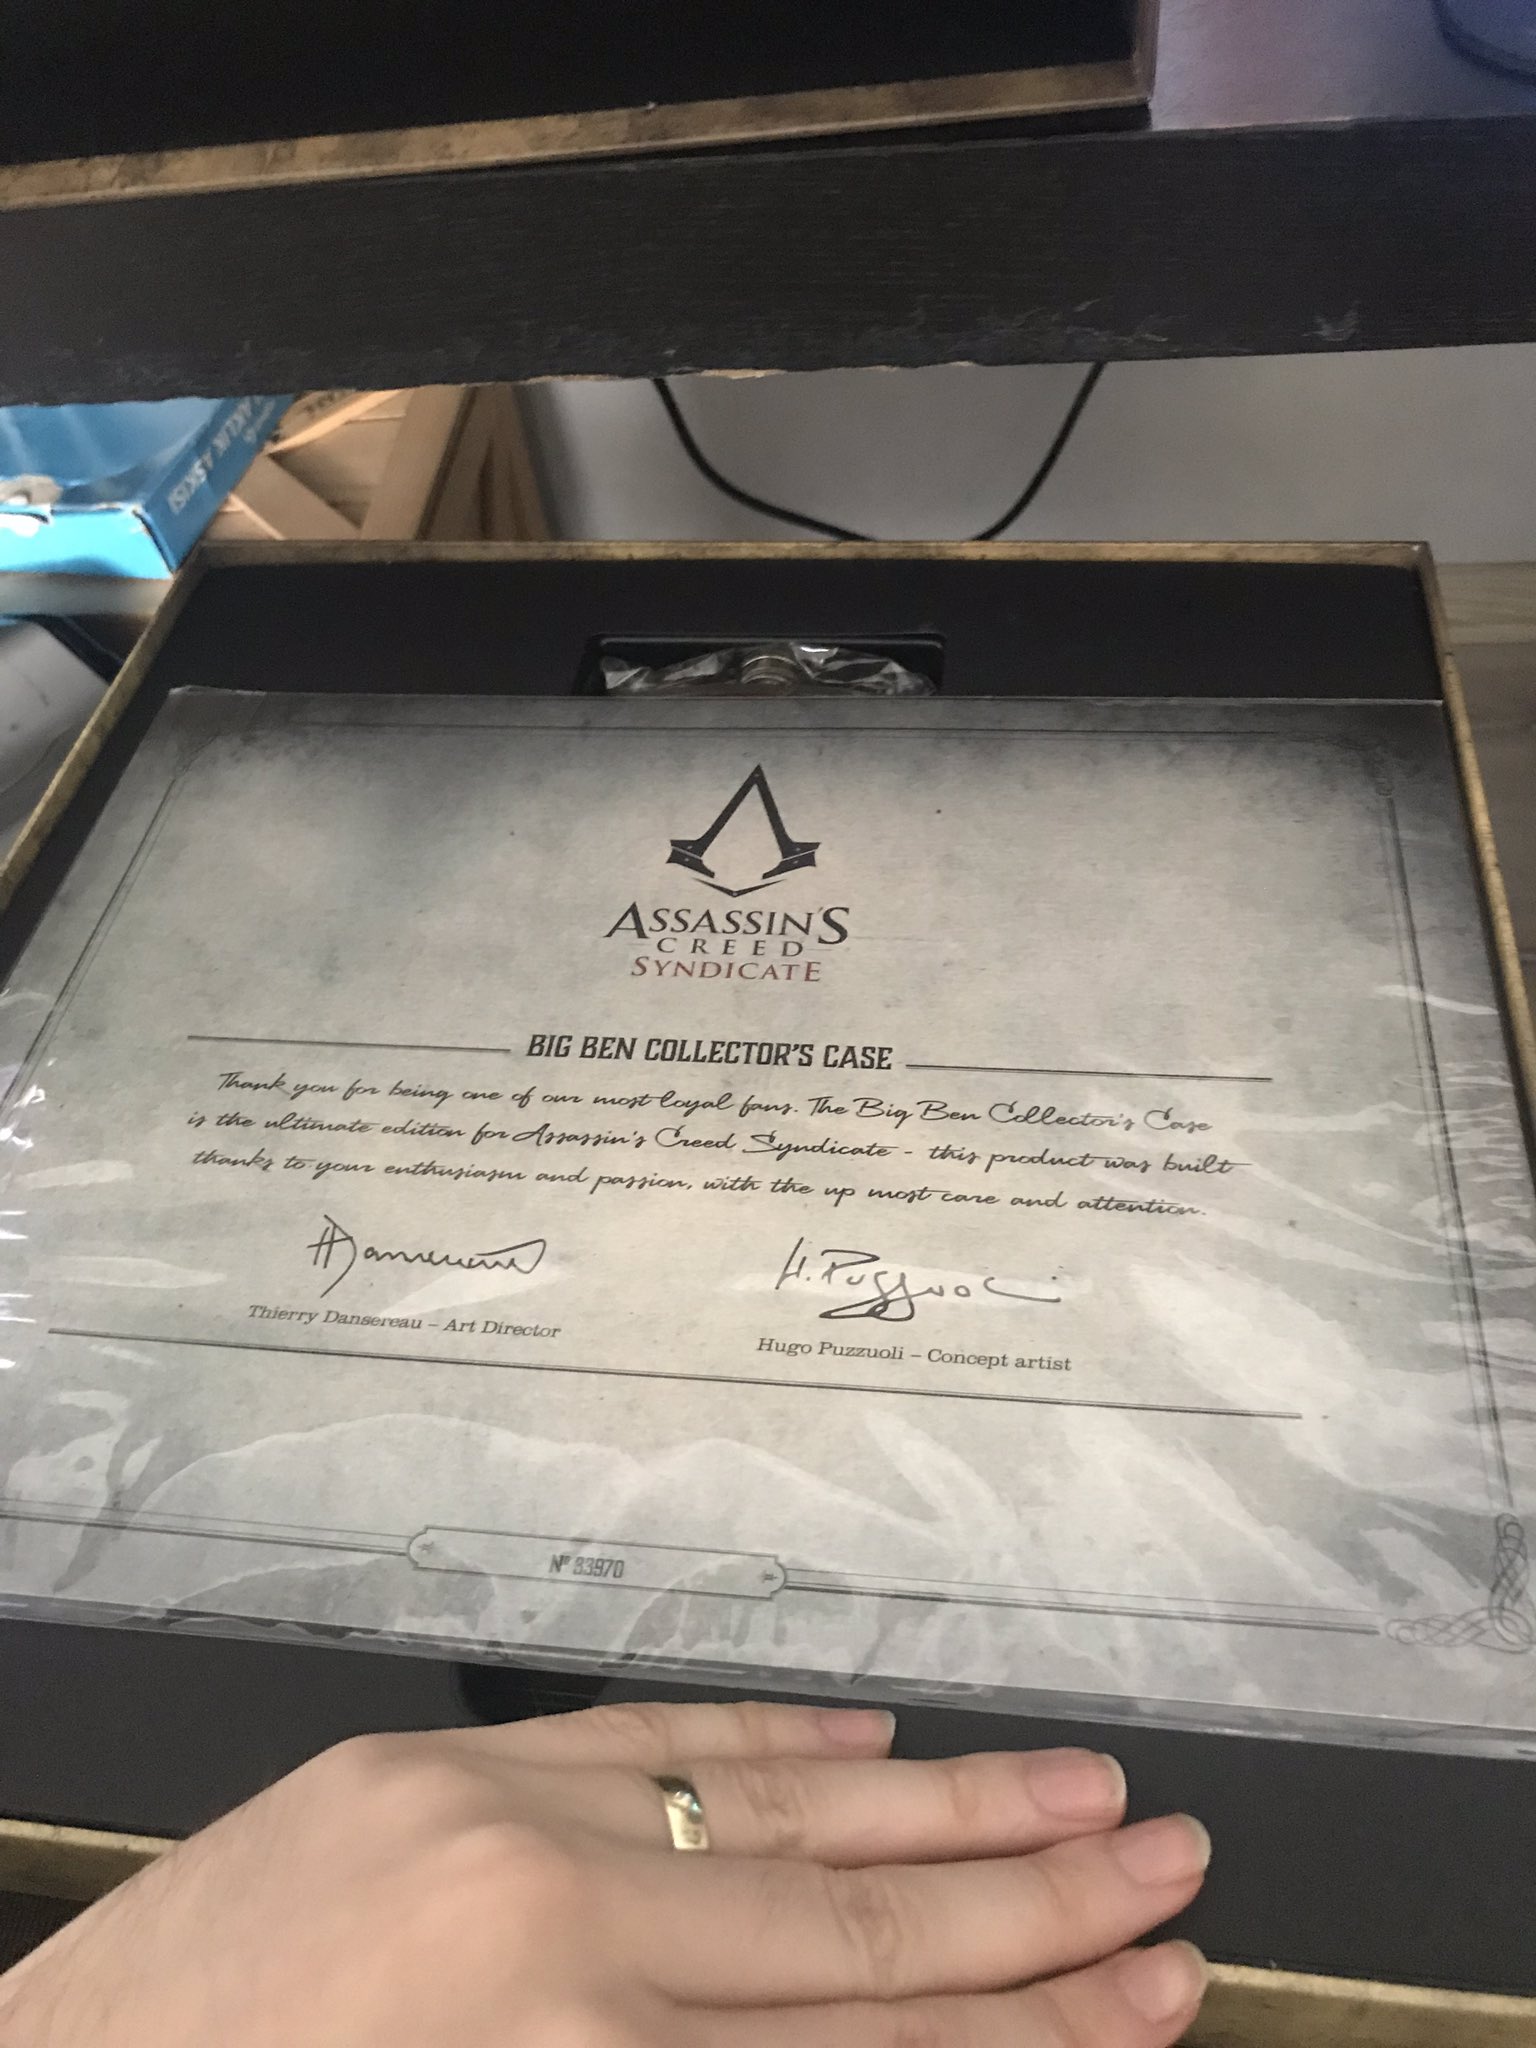 ASKISI
ASSASSIN'S
CREED
SYNDICATE
BIG BEN COLLECTOR'S CASE
Thank you for being one of our most loyal fans. The Big Ben Collector's Case
is the ultimate edition for Assassin's Creed Syndicate - this product was built
thanks to your enthusiasm and passion, with the up most care and attention.
Thierry Dansereau – Art Director
H. Puzzuoli
Hugo Puzzuoli – Concept artist
Nº 33970